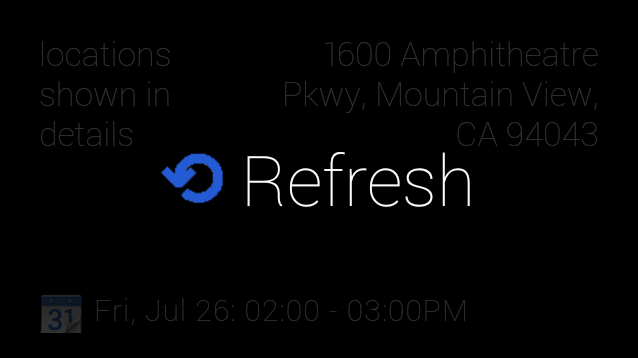 locations
shown in
details
1600 Amphitheatre
Pkwy, Mountain View,
CA 94043
Refresh
31 Fri, Jul 26: 02:00 - 03:00PM